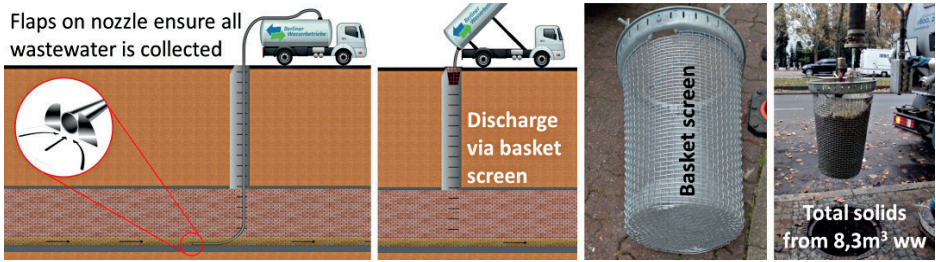 Flaps on nozzle ensure all
wastewater is collected
Berliner
Wasserbetriebe
Berliner
Wasserbetriebe
Discharge
via basket
screen
Basket screen
Total solids
from 8,3m³ ww